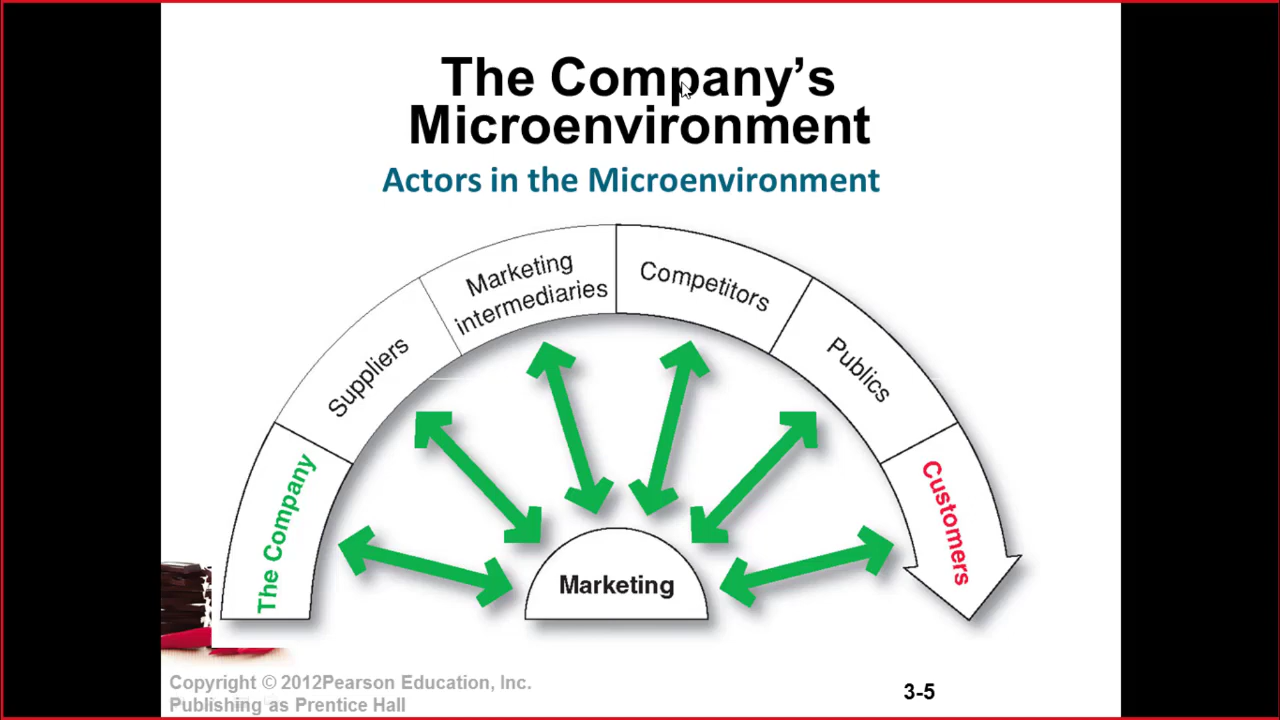 The Company’s
Microenvironment
Actors in the Microenvironment
The Company
Suppliers
Marketing
intermediaries
Competitors
Publics
Customers
Marketing
Copyright © 2012Pearson Education, Inc.
Publishing as Prentice Hall
3-5